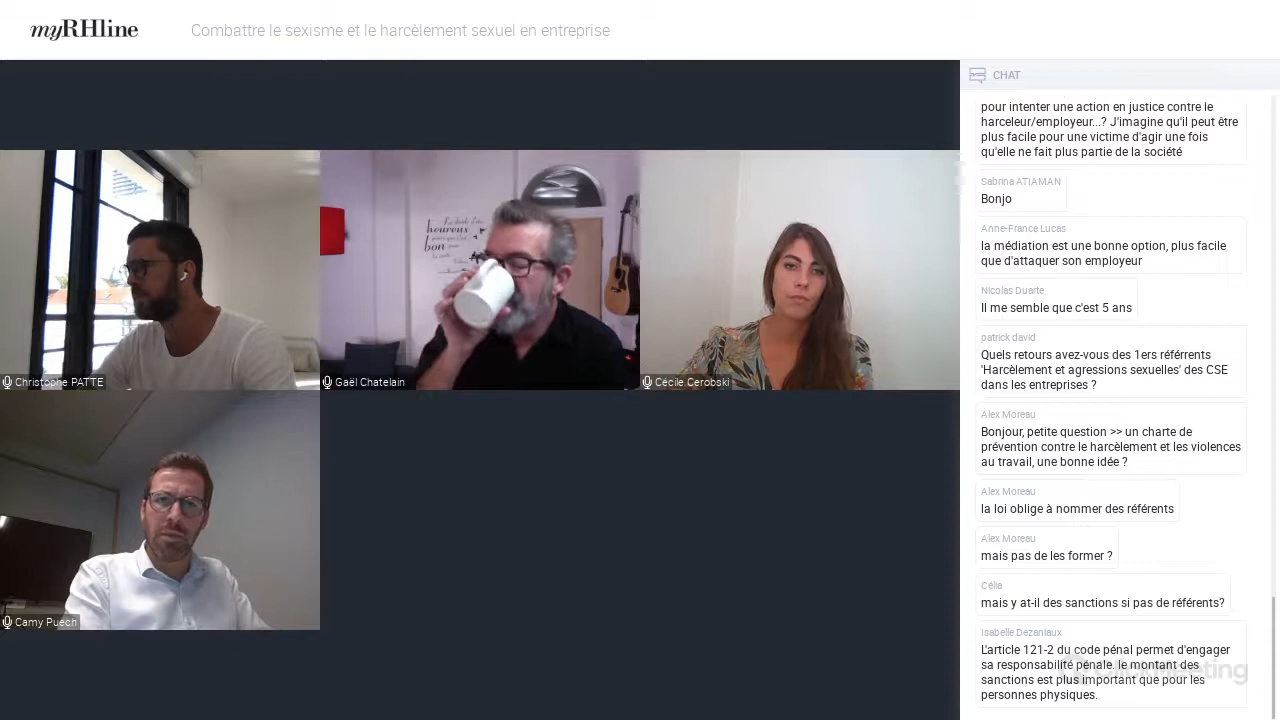 myRHline
Combattre le sexisme et le harcèlement sexuel en entreprise
CHAT
pour intenter une action en justice contre le
harceleur/employeur...? J'imagine qu'il peut être
plus facile pour une victime d'agir une fois
qu'elle ne fait plus partie de la société
Sabrina ATIAMAN
Bonjo
Anne-France Lucas
la médiation est une bonne option, plus facile
que d'attaquer son employeur
Nicolas Duarte
Il me semble que c'est 5 ans
patrick david
Quels retours avez-vous des 1ers référrents
'Harcèlement et agressions sexuelles' des CSE
dans les entreprises ?
Alex Moreau
Bonjour, petite question >> un charte de
prévention contre le harcèlement et les violences
au travail, une bonne idée ?
Alex Moreau
la loi oblige à nommer des référents
Alex Moreau
mais pas de les former ?
Célia
mais y at-il des sanctions si pas de référents?
Isabelle Dezaniaux
L'article 121-2 du code pénal permet d'engager
sa responsabilité pénale. le montant des
sanctions est plus important que pour les
personnes physiques.
ClickMeeting
heureux
bon
Christophe PATTE
Gaël Chatelain
Cécile Cerobski
Camy Puech